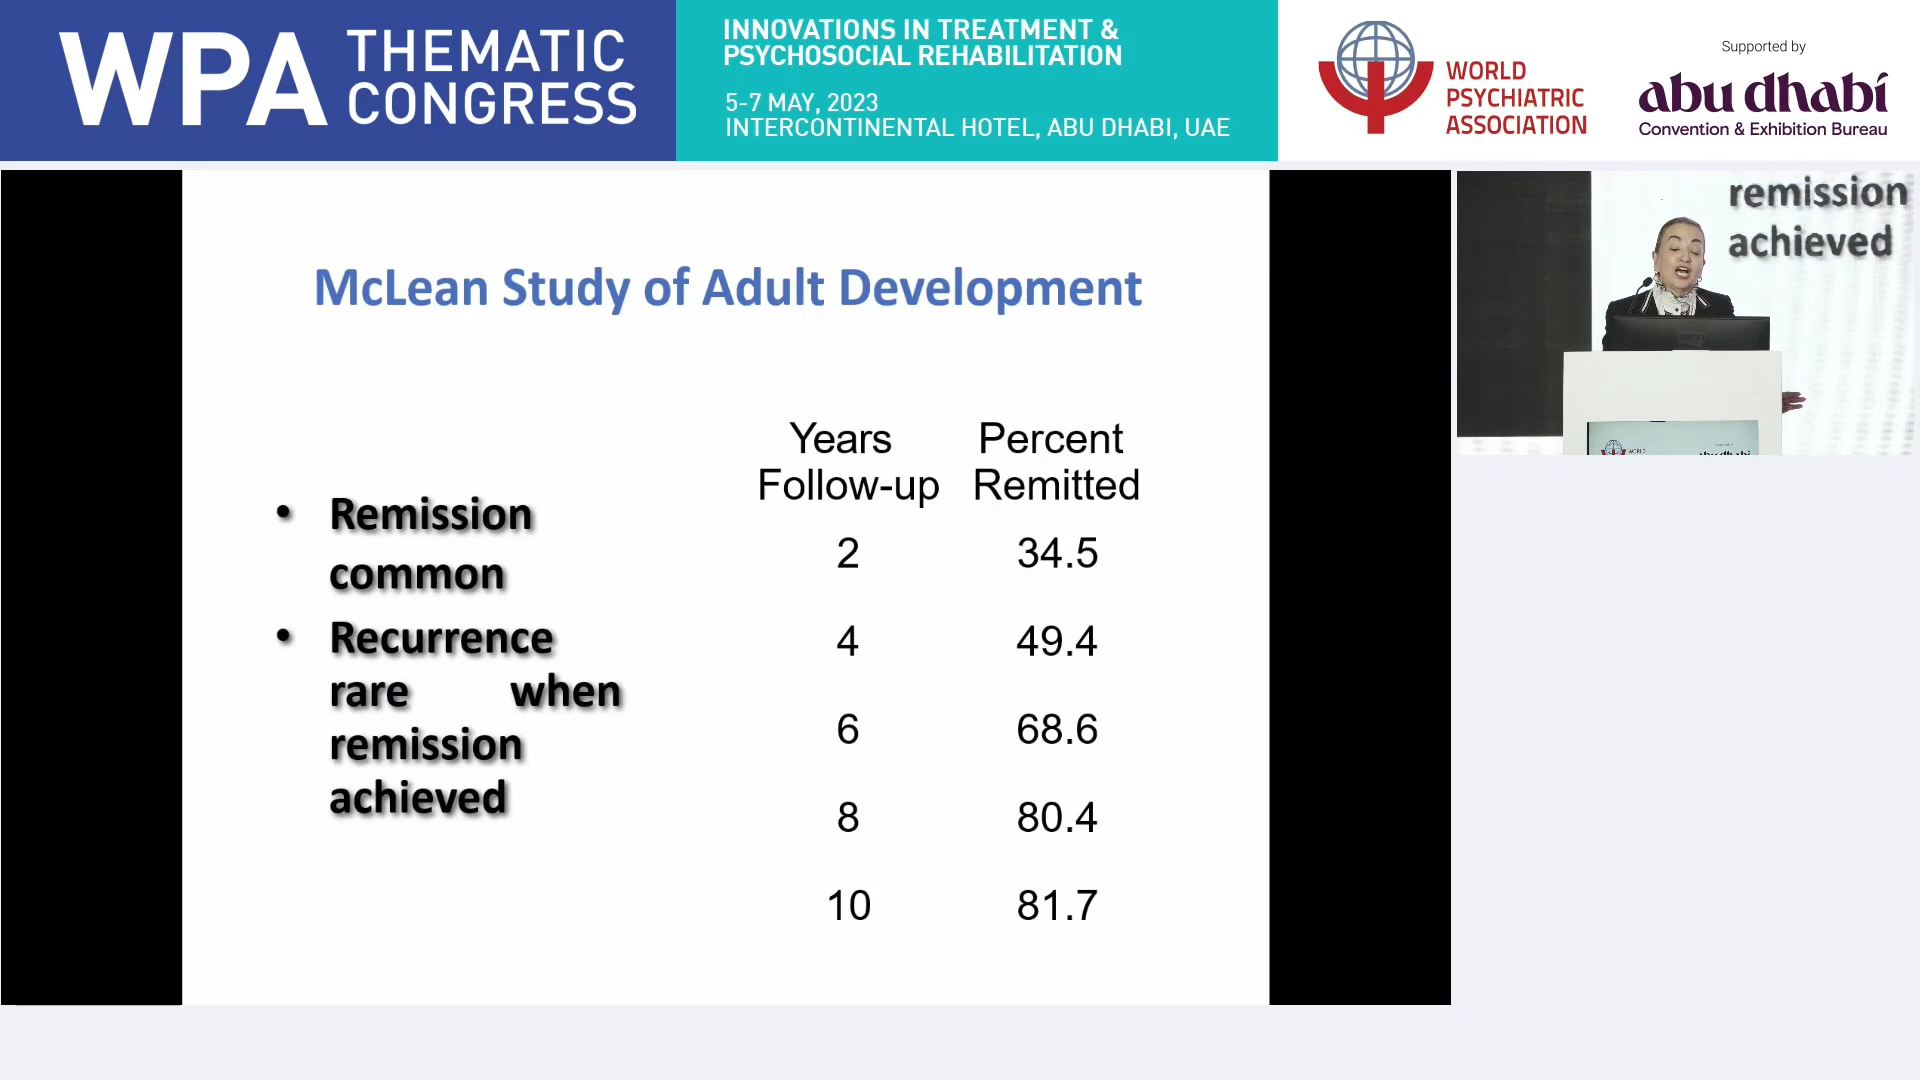 WPA THEMATIC
CONGRESS
INNOVATIONS IN TREATMENT &
PSYCHOSOCIAL REHABILITATION
5-7 MAY, 2023
INTERCONTINENTAL HOTEL, ABU DHABI, UAE
WORLD
PSYCHIATRIC
ASSOCIATION
Supported by
abu dhabi
Convention & Exhibition Bureau
McLean Study of Adult Development
• Remission
common
• Recurrence
rare when
remission
achieved
Years Percent
Follow-up Remitted
2 34.5
4 49.4
6 68.6
8 80.4
10 81.7
remission
achieved
WORLD